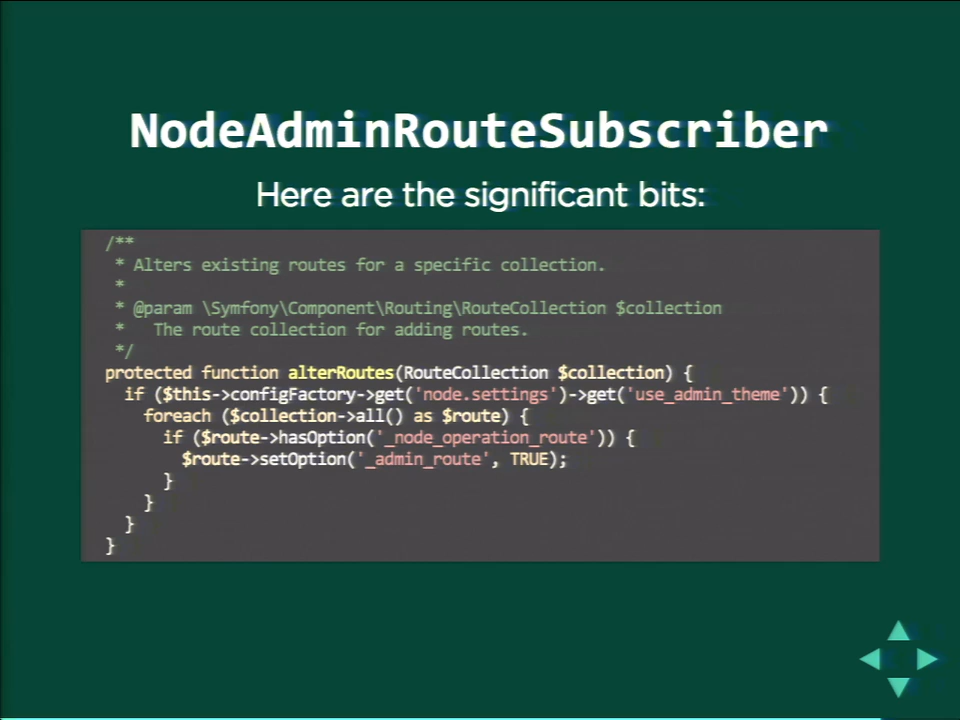 NodeAdminRouteSubscriber
Here are the significant bits:
/**
 * Alters existing routes for a specific collection.
 *
 * @param \Symfony\Component\Routing\RouteCollection $collection
 *   The route collection for adding routes.
 */
protected function alterRoutes(RouteCollection $collection) {
  if ($this->configFactory->get('node.settings')->get('use_admin_theme')) {
    foreach ($collection->all() as $route) {
      if ($route->hasOption('_node_operation_route')) {
        $route->setOption('_admin_route', TRUE);
      }
    }
  }
}